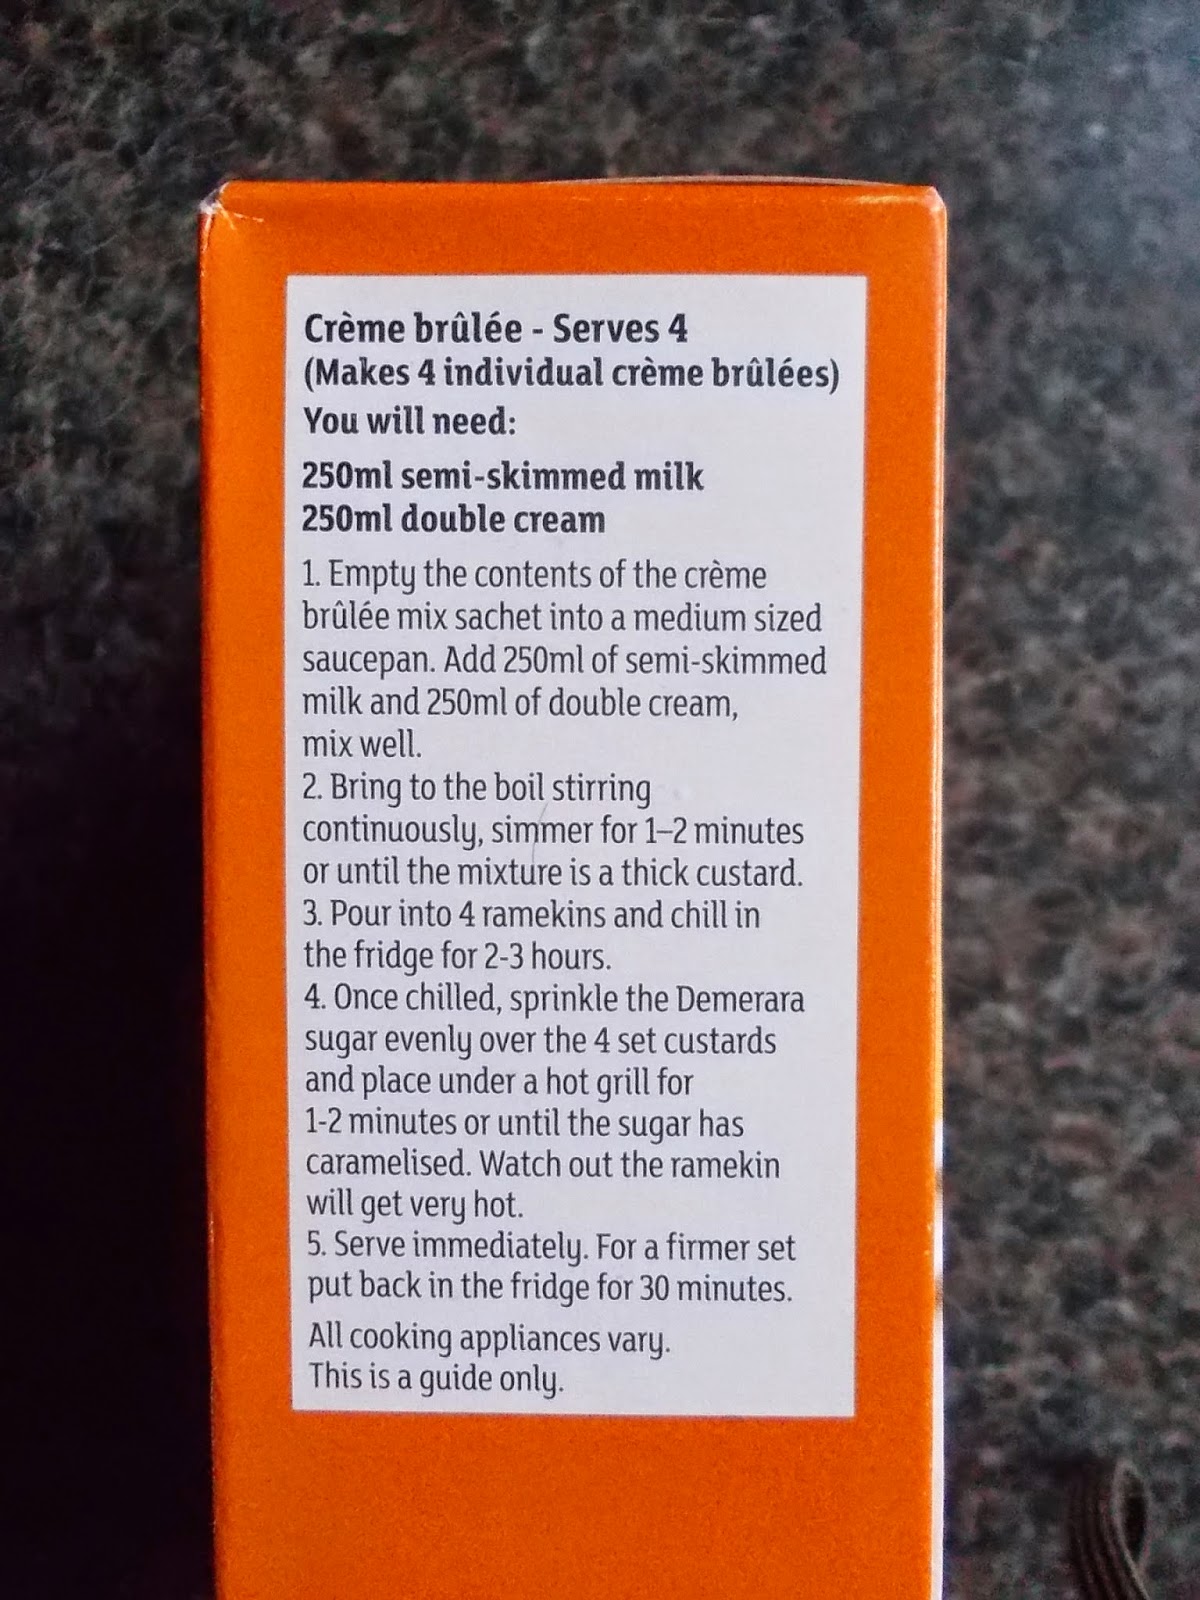 Crème brûlée - Serves 4
(Makes 4 individual crème brûlées)
You will need:
250ml semi-skimmed milk
250ml double cream
1. Empty the contents of the crème
brûlée mix sachet into a medium sized
saucepan. Add 250ml of semi-skimmed
milk and 250ml of double cream,
mix well.
2. Bring to the boil stirring
continuously, simmer for 1–2 minutes
or until the mixture is a thick custard.
3. Pour into 4 ramekins and chill in
the fridge for 2-3 hours.
4. Once chilled, sprinkle the Demerara
sugar evenly over the 4 set custards
and place under a hot grill for
1-2 minutes or until the sugar has
caramelised. Watch out the ramekin
will get very hot.
5. Serve immediately. For a firmer set
put back in the fridge for 30 minutes.
All cooking appliances vary.
This is a guide only.